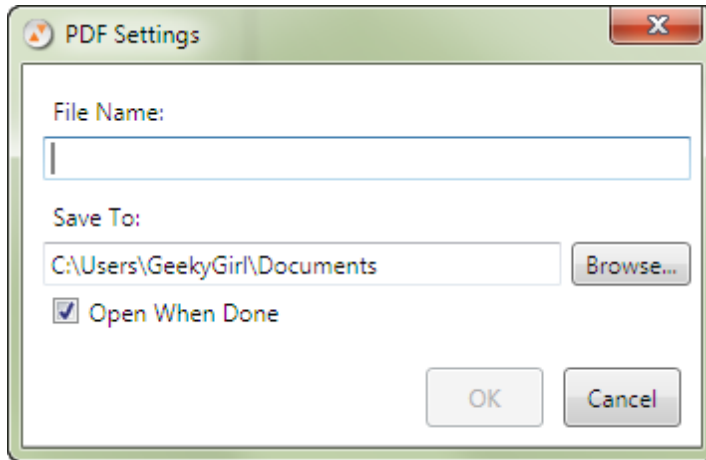 PDF Settings
File Name:
Save To:
C:\Users\GeekyGirl\Documents
Browse...
Open When Done
OK
Cancel